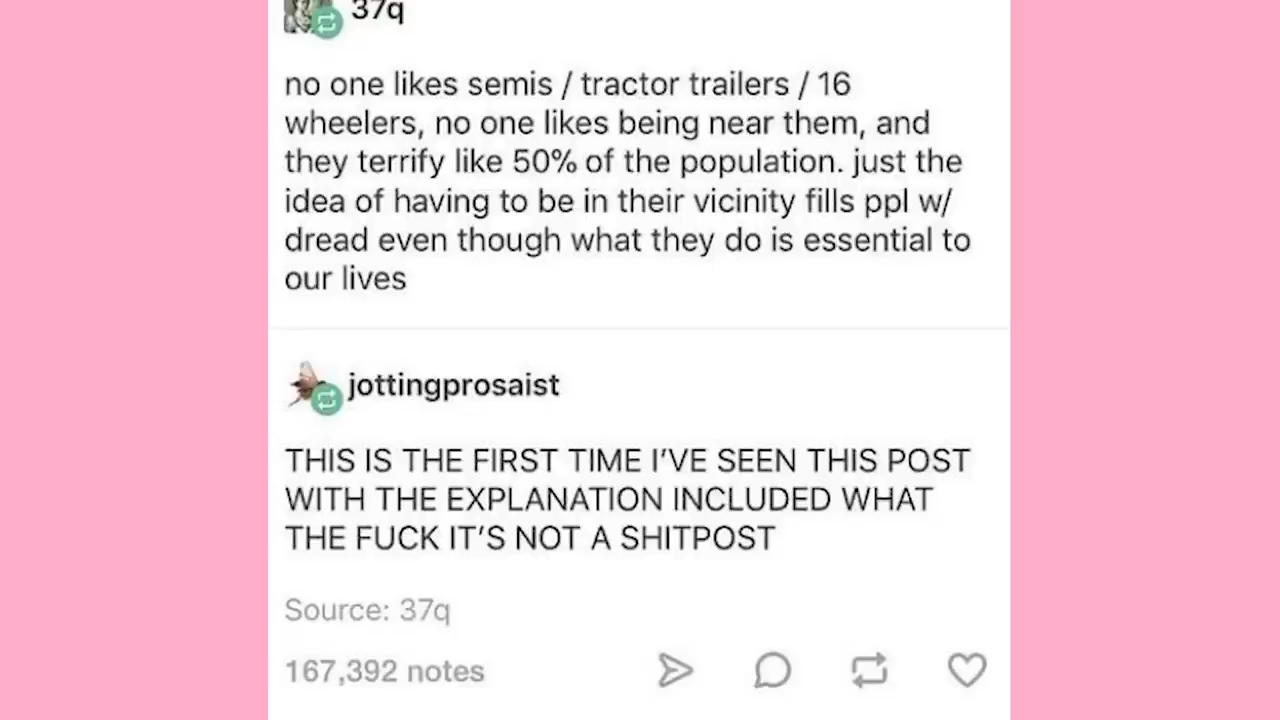 37q
no one likes semis / tractor trailers / 16
wheelers, no one likes being near them, and
they terrify like 50% of the population. just the
idea of having to be in their vicinity fills ppl w/
dread even though what they do is essential to
our lives
jottingprosaist
THIS IS THE FIRST TIME I'VE SEEN THIS POST
WITH THE EXPLANATION INCLUDED WHAT
THE FUCK IT'S NOT A SHITPOST
Source: 37q
167,392 notes